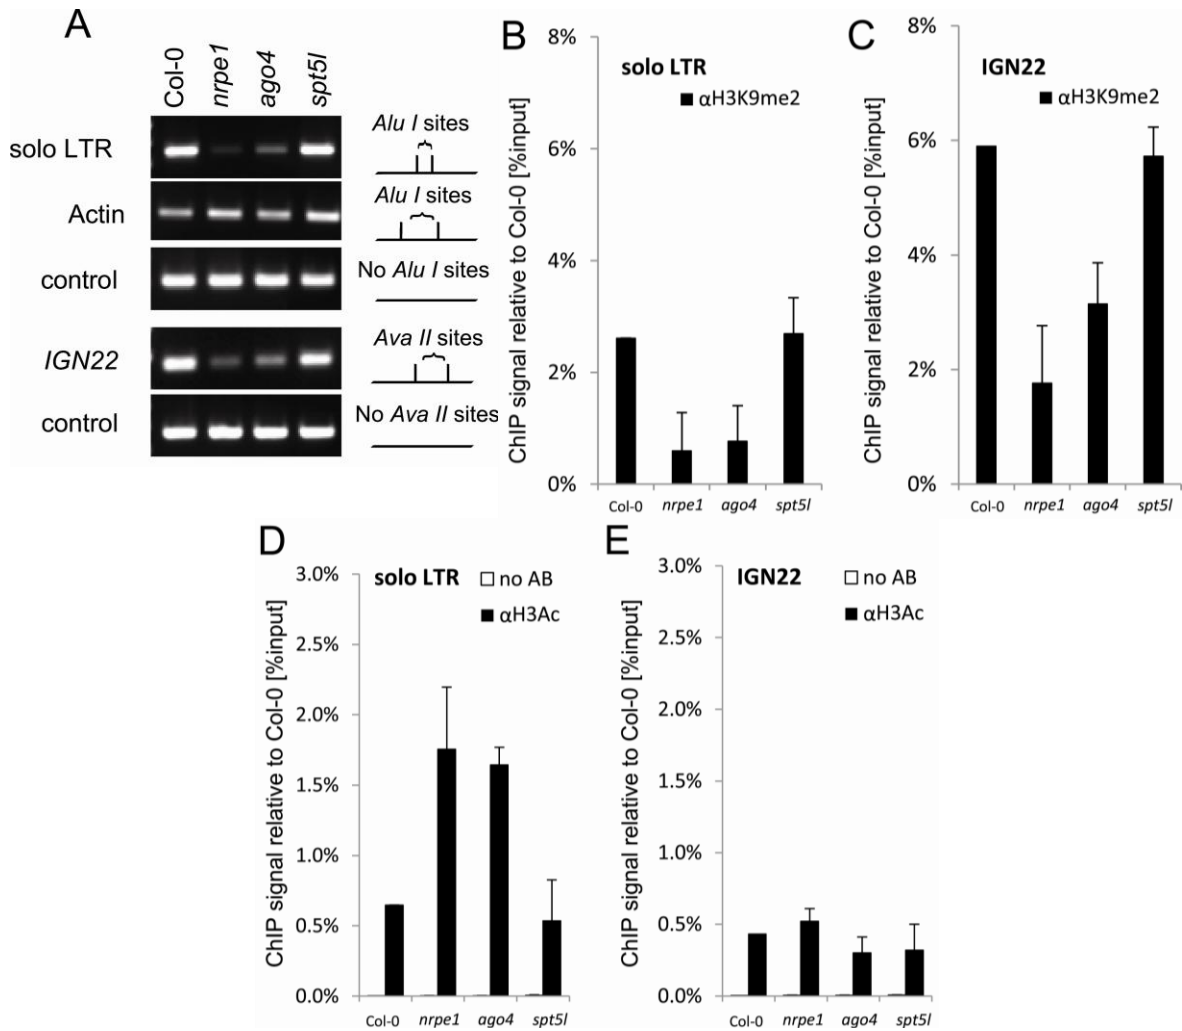 A
Col-0
nrpe1
ago4
spt5l
solo LTR
Alu I sites
Actin
Alu I sites
control
No Alu I sites
IGN22
Ava II sites
control
No Ava II sites
B
solo LTR
αH3K9me2
ChIP signal relative to Col-0 [%input]
8%
6%
4%
2%
0%
Col-0 nrpe1 ago4 spt5l
C
IGN22
αH3K9me2
ChIP signal relative to Col-0 [%input]
8%
6%
4%
2%
0%
Col-0 nrpe1 ago4 spt5l
D
solo LTR
no AB
αH3Ac
ChIP signal relative to Col-0 [%input]
3.0%
2.5%
2.0%
1.5%
1.0%
0.5%
0.0%
Col-0 nrpe1 ago4 spt5l
E
IGN22
no AB
αH3Ac
ChIP signal relative to Col-0 [%input]
3.0%
2.5%
2.0%
1.5%
1.0%
0.5%
0.0%
Col-0 nrpe1 ago4 spt5l